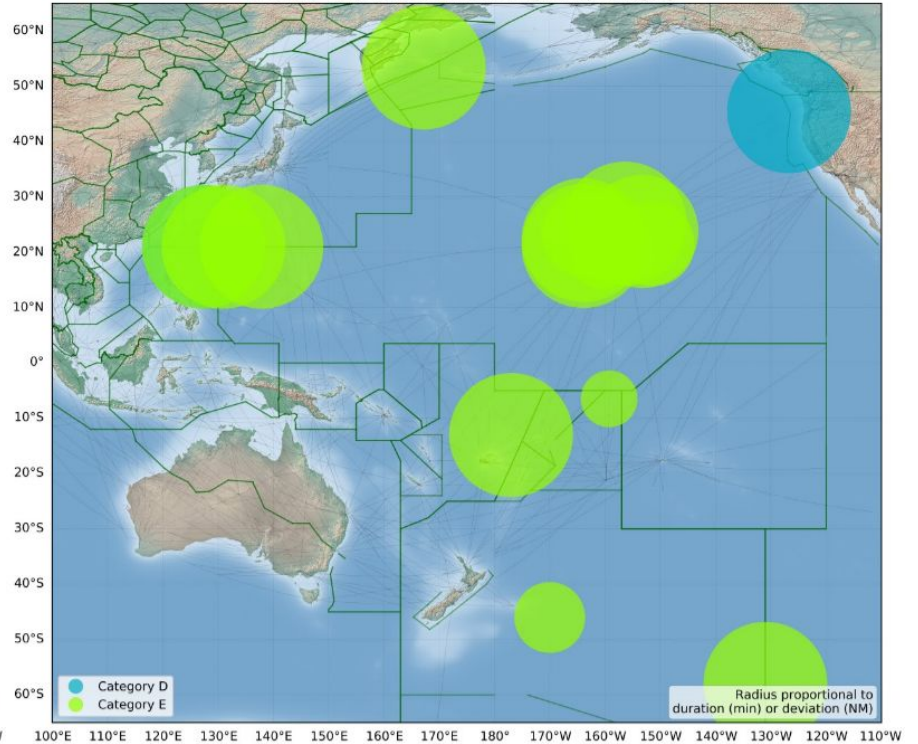 60°N
50°N
40°N
30°N
20°N
10°N
0°
10°S
20°S
30°S
40°S
50°S
60°S
Category D
Category E
Radius proportional to
duration (min) or deviation (NM)
100°E 110°E 120°E 130°E 140°E 150°E 160°E 170°E 180° 170°W 160°W 150°W 140°W 130°W 120°W 110°W